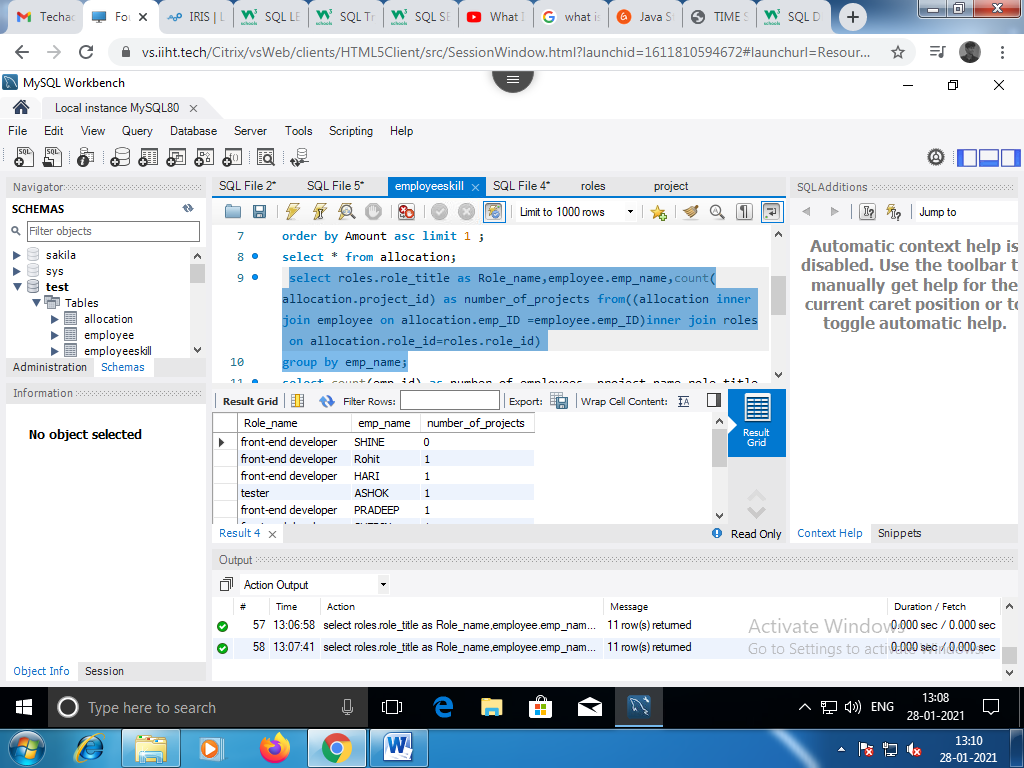 Techac
Fou
IRIS | L
SQL LE
SQL Tr
SQL SE
What I
what is
Java S
TIME S
SQL D
vs.iiht.tech/Citrix/vsWeb/clients/HTML5Client/src/SessionWindow.html?launchid=1611810594672#launchurl=Resour...
MySQL Workbench
Local instance MySQL80
File Edit View Query Database Server Tools Scripting Help
Navigator
SCHEMAS
Filter objects
sakila
sys
test
Tables
allocation
employee
employeeskill
Administration Schemas
Information
No object selected
Object Info Session
SQL File 2* SQL File 5* employeeskill SQL File 4* roles project
Limit to 1000 rows
7 order by Amount asc limit 1 ;
8 select * from allocation;
9 select roles.role_title as Role_name,employee.emp_name,count(
allocation.project_id) as number_of_projects from((allocation inner
join employee on allocation.emp_ID =employee.emp_ID)inner join roles
on allocation.role_id=roles.role_id)
10 group by emp_name;
11 select count(emp_id) as number_of_employees, project_name,role_title
Result Grid Filter Rows: Export: Wrap Cell Content:
Role_name emp_name number_of_projects
front-end developer SHINE 0
front-end developer Rohit 1
front-end developer HARI 1
tester ASHOK 1
front-end developer PRADEEP 1
Result Grid
Result 4
Read Only
SQLAdditions
Jump to
Automatic context help is
disabled. Use the toolbar t
manually get help for the
current caret position or to
toggle automatic help.
Context Help Snippets
Output
Action Output
# Time Action Message Duration / Fetch
57 13:06:58 select roles.role_title as Role_name,employee.emp_nam... 11 row(s) returned 0.000 sec / 0.000 sec
58 13:07:41 select roles.role_title as Role_name,employee.emp_nam... 11 row(s) returned 0.000 sec / 0.000 sec
Activate Windows
Go to Settings to activate Windows.
Type here to search
ENG
13:08
28-01-2021
13:10
28-01-2021